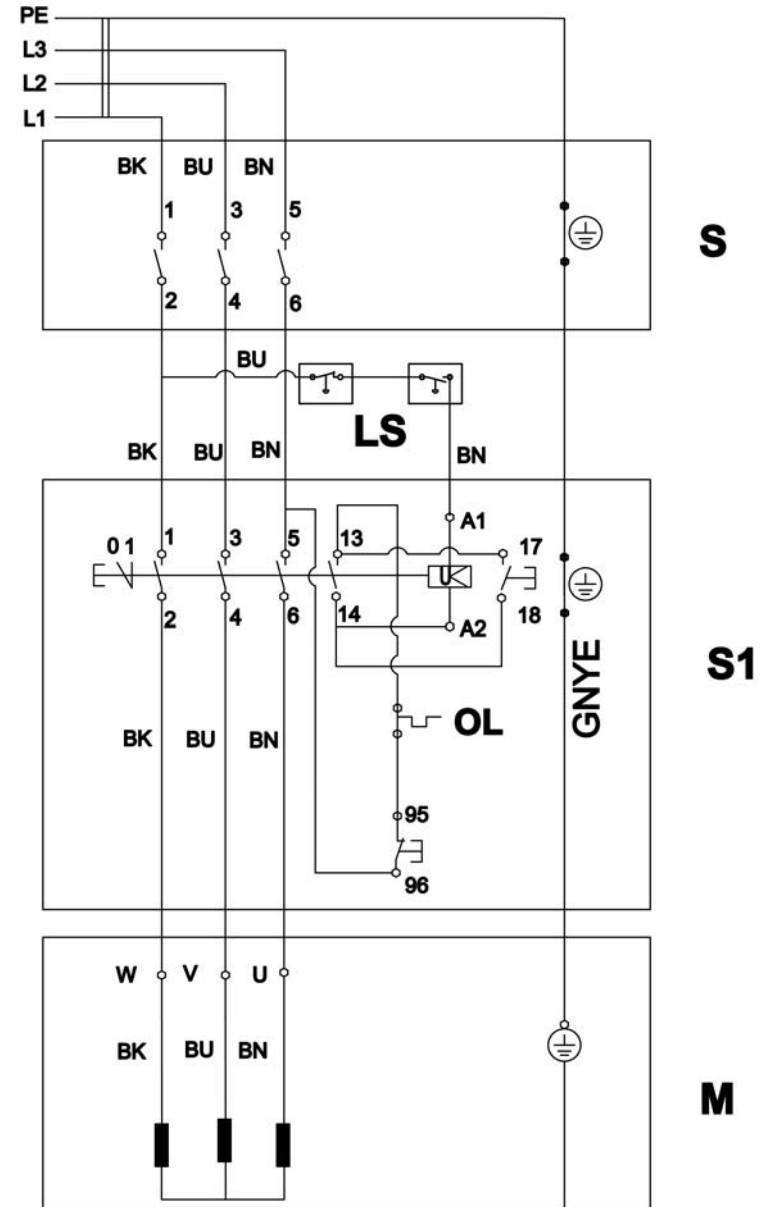 PE
L3
L2
L1
BK BU BN
1 3 5
S
2 4 6
BU
LS
BK BU BN BN
A1
0 1 1 3 5 13 17
U
2 4 6 14 A2 18
GNYE
S1
OL
BK BU BN
95
96
W V U
BK BU BN
M